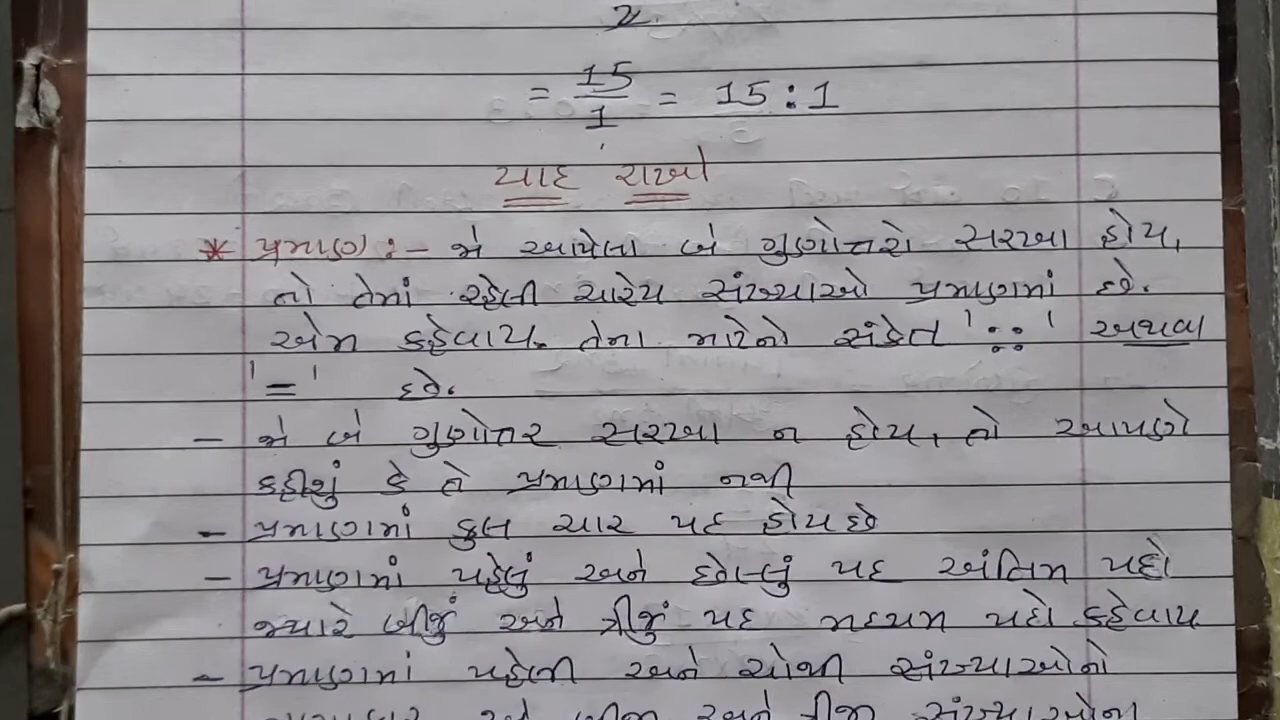 = 15/1 = 15 : 1
યાદ રાખો
* પ્રમાણ :- જો આપેલા બે ગુણોત્તરો સરખા હોય,
તો તેમાં રહેલી ચારેય સંખ્યાઓ પ્રમાણમાં છે.
એમ કહેવાય. તેના માટેનો સંકેત '::' અથવા
'=' છે.
- જો બે ગુણોતર સરખા ન હોય, તો આપણે
કહીશું કે તે પ્રમાણમાં નથી
- પ્રમાણમાં કુલ ચાર પદ હોય છે
- પ્રમાણમાં પહેલું અને છેલ્લું પદ અંતિમ પદો
જ્યારે બીજું અને ત્રીજું પદ મધ્યમ પદો કહેવાય
- પ્રમાણમાં પહેલી અને ચોથી સંખ્યાઓનો
અને ત્રીજી સંખ્યાઓના